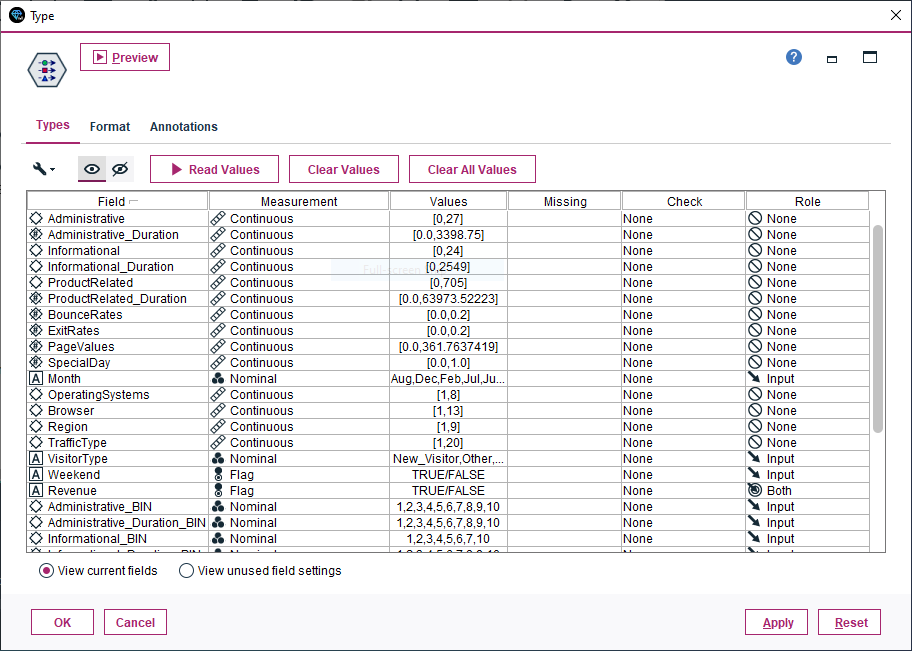 Type
Preview
Types Format Annotations
Read Values Clear Values Clear All Values
Field Measurement Values Missing Check Role
Administrative Continuous [0,27] None None
Administrative_Duration Continuous [0.0,3398.75] None None
Informational Continuous [0,24] None None
Informational_Duration Continuous [0,2549] None None
Full-screen
ProductRelated Continuous [0,705] None None
ProductRelated_Duration Continuous [0.0,63973.52223] None None
BounceRates Continuous [0.0,0.2] None None
ExitRates Continuous [0.0,0.2] None None
PageValues Continuous [0.0,361.7637419] None None
SpecialDay Continuous [0.0,1.0] None None
A Month Nominal Aug,Dec,Feb,Jul,Ju... None Input
OperatingSystems Continuous [1,8] None None
Browser Continuous [1,13] None None
Region Continuous [1,9] None None
TrafficType Continuous [1,20] None None
A VisitorType Nominal New_Visitor,Other,... None Input
A Weekend Flag TRUE/FALSE None Input
A Revenue Flag TRUE/FALSE None Both
Administrative_BIN Nominal 1,2,3,4,5,6,7,8,9,10 None Input
Administrative_Duration_BIN Nominal 1,2,3,4,5,6,7,8,9,10 None Input
Informational_BIN Nominal 1,2,3,4,5,6,7,10 None Input
View current fields View unused field settings
OK Cancel Apply Reset